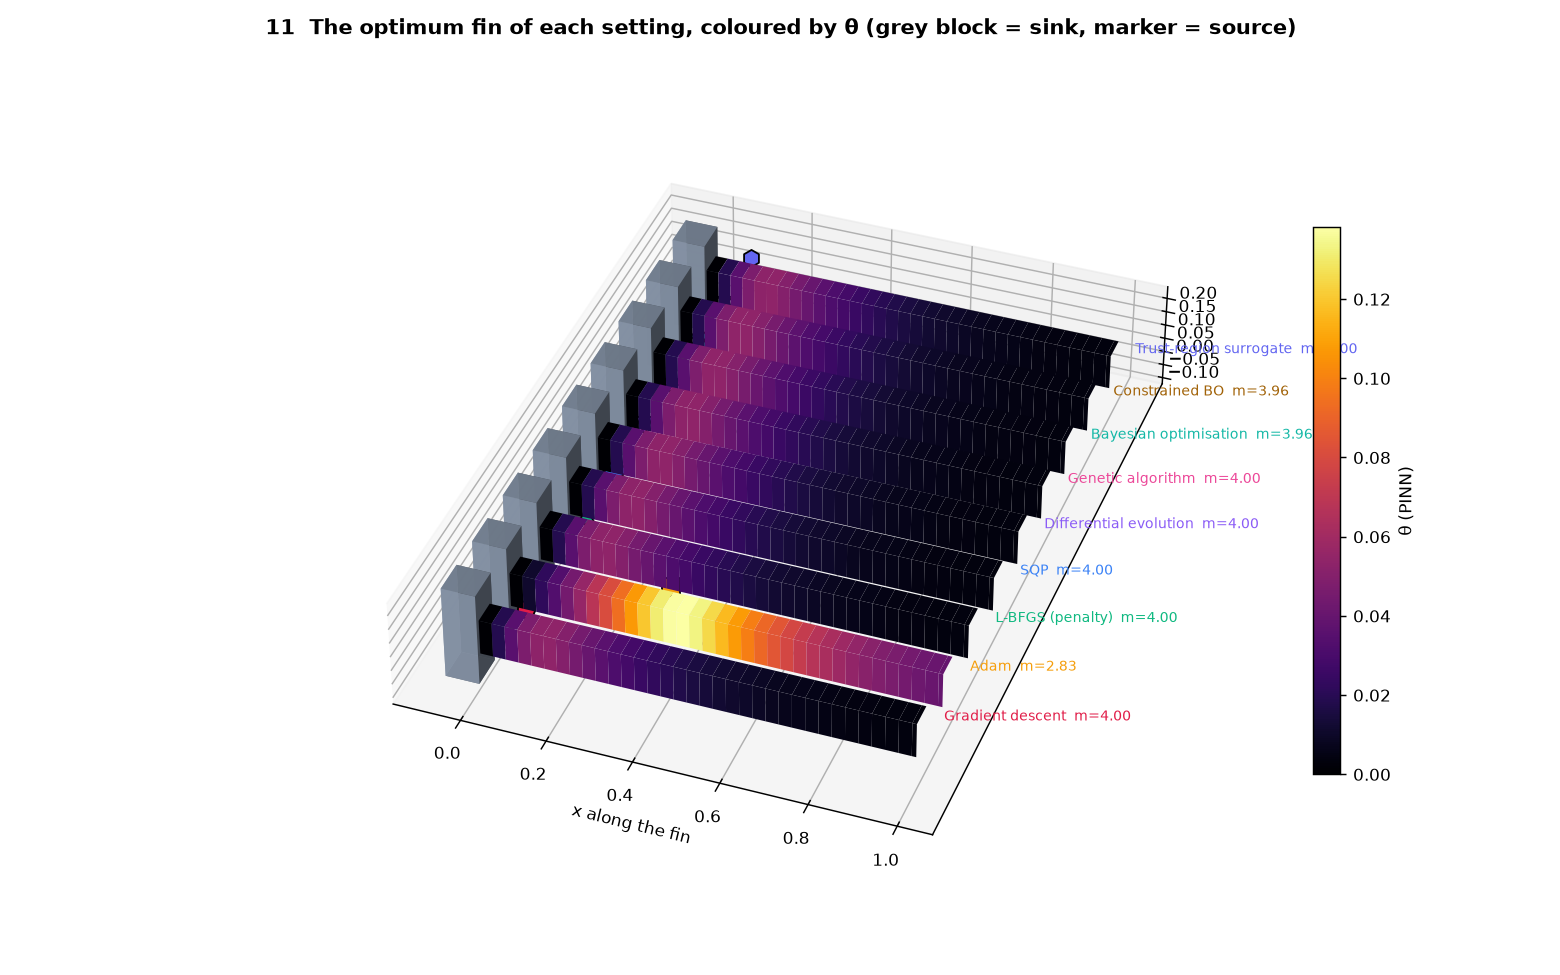 11 The optimum fin of each setting, coloured by θ (grey block = sink, marker = source)
0.20
0.15
0.10
0.05
0.00
−0.05
−0.10
Trust-region surrogate
Constrained BO m=3.96
Bayesian optimisation m=3.96
Genetic algorithm m=4.00
Differential evolution m=4.00
SQP m=4.00
L-BFGS (penalty) m=4.00
Adam m=2.83
Gradient descent m=4.00
0.0
0.2
0.4
0.6
0.8
1.0
x along the fin
0.12
0.10
0.08
0.06
0.04
0.02
0.00
θ (PINN)